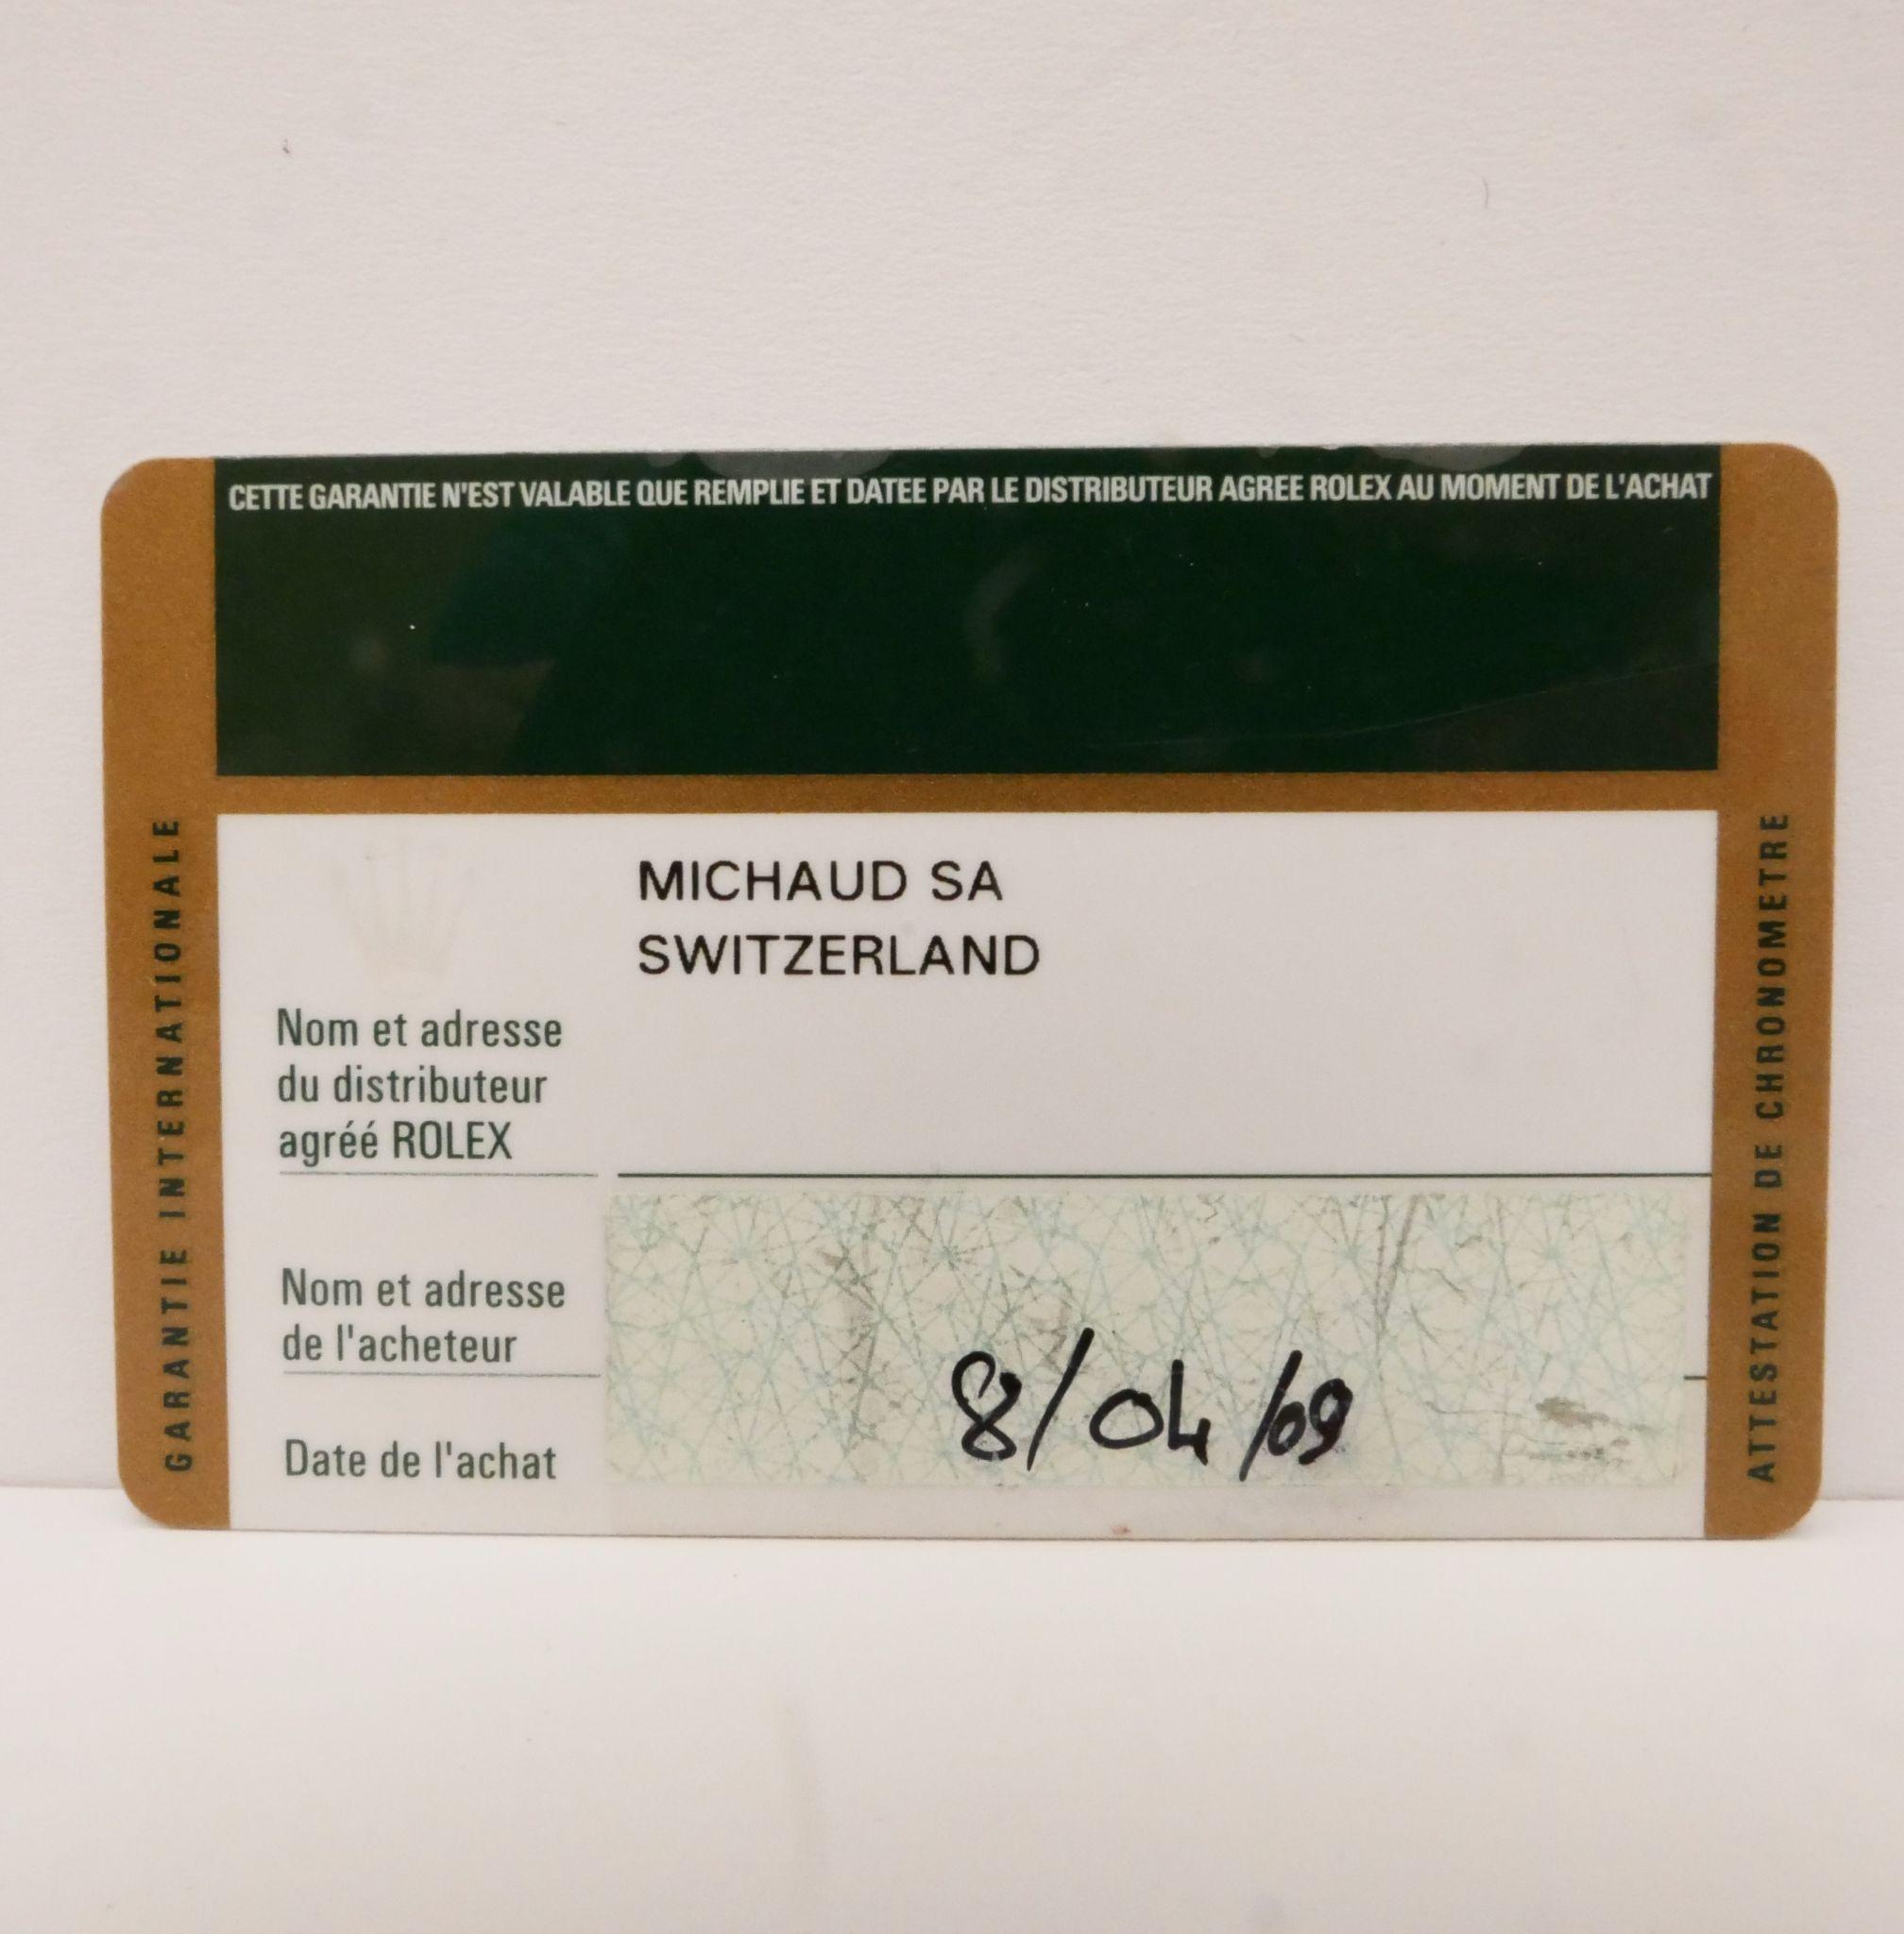 CETTE GARANTIE N'EST VALABLE QUE REMPLIE ET DATEE PAR LE DISTRIBUTEUR AGREE ROLEX AU MOMENT DE L'ACHAT
GARANTIE INTERNATIONALE
MICHAUD SA
SWITZERLAND
Nom et adresse
du distributeur
agréé ROLEX
Nom et adresse
de l'acheteur
Date de l'achat
8/04/09
ATTESTATION DE CHRONOMETRE